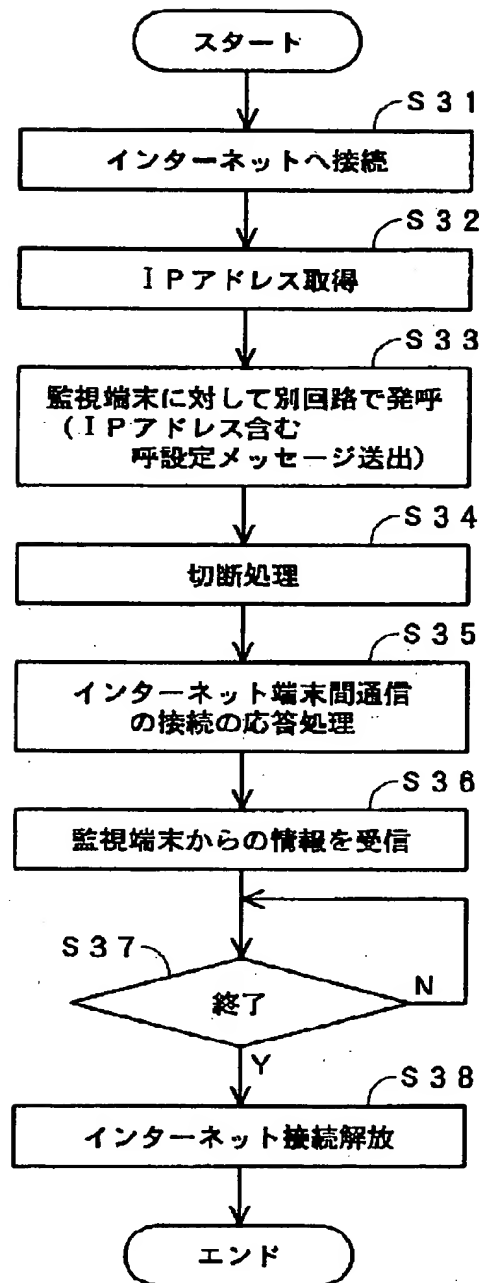 スタート
S31
インターネットへ接続
S32
IPアドレス取得
S33
監視端末に対して別回路で発呼
(IPアドレス含む
呼設定メッセージ送出)
S34
切断処理
S35
インターネット端末間通信
の接続の応答処理
S36
監視端末からの情報を受信
S37
終了
N
Y
S38
インターネット接続解放
エンド